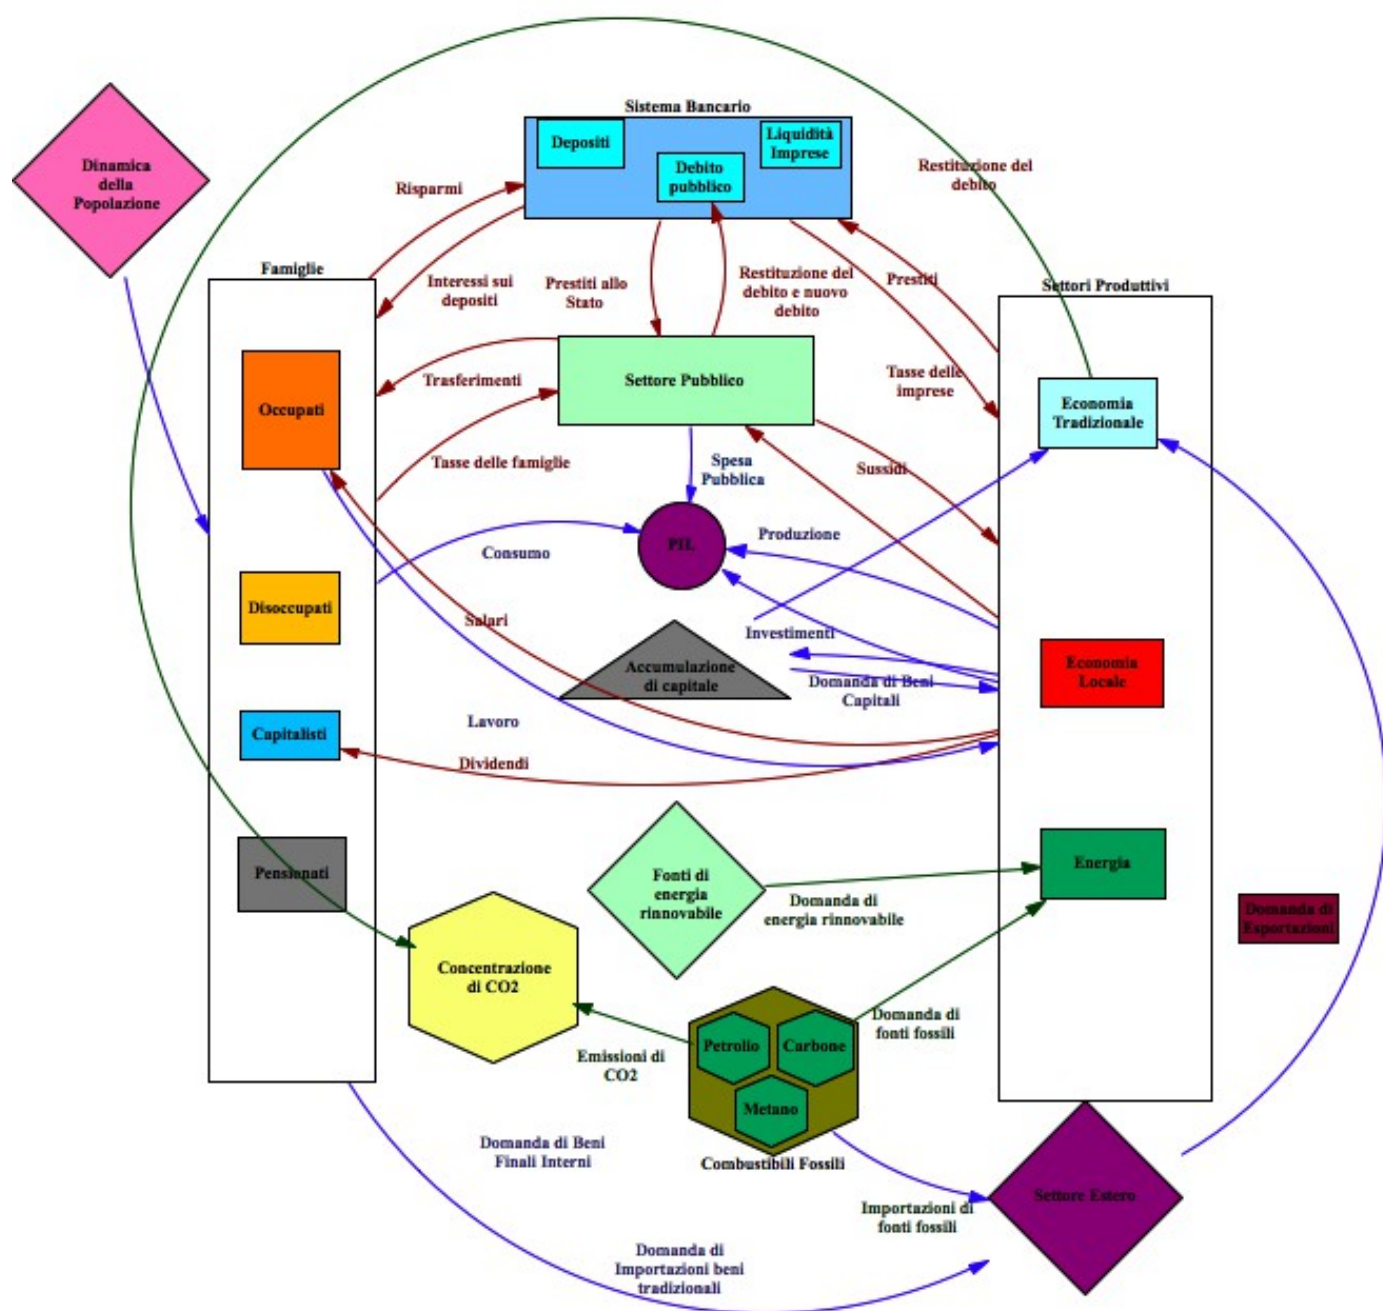 Sistema Bancario
Depositi
Liquidità
Imprese
Debito
pubblico
Restituzione del
debito
Dinamica
della
Popolazione
Risparmi
Famiglie
Interessi sui
depositi
Prestiti allo
Stato
Restituzione del
debito e nuovo
debito
Prestiti
Settori Produttivi
Occupati
Trasferimenti
Settore Pubblico
Tasse delle
imprese
Economia
Tradizionale
Tasse delle famiglie
Spesa
Pubblica
Sussidi
PIL
Produzione
Consumo
Disoccupati
Salari
Investimenti
Accumulazione
di capitale
Domanda di Beni
Capitali
Economia
Locale
Lavoro
Capitalisti
Dividendi
Pensionati
Fonti di
energia
rinnovabile
Domanda di
energia rinnovabile
Energia
Domanda di
Esportazioni
Concentrazione
di CO2
Domanda di
fonti fossili
Petrolio
Carbone
Metano
Emissioni di
CO2
Combustibili Fossili
Domanda di Beni
Finali Interni
Settore Estero
Importazioni di
fonti fossili
Domanda di
Importazioni beni
tradizionali